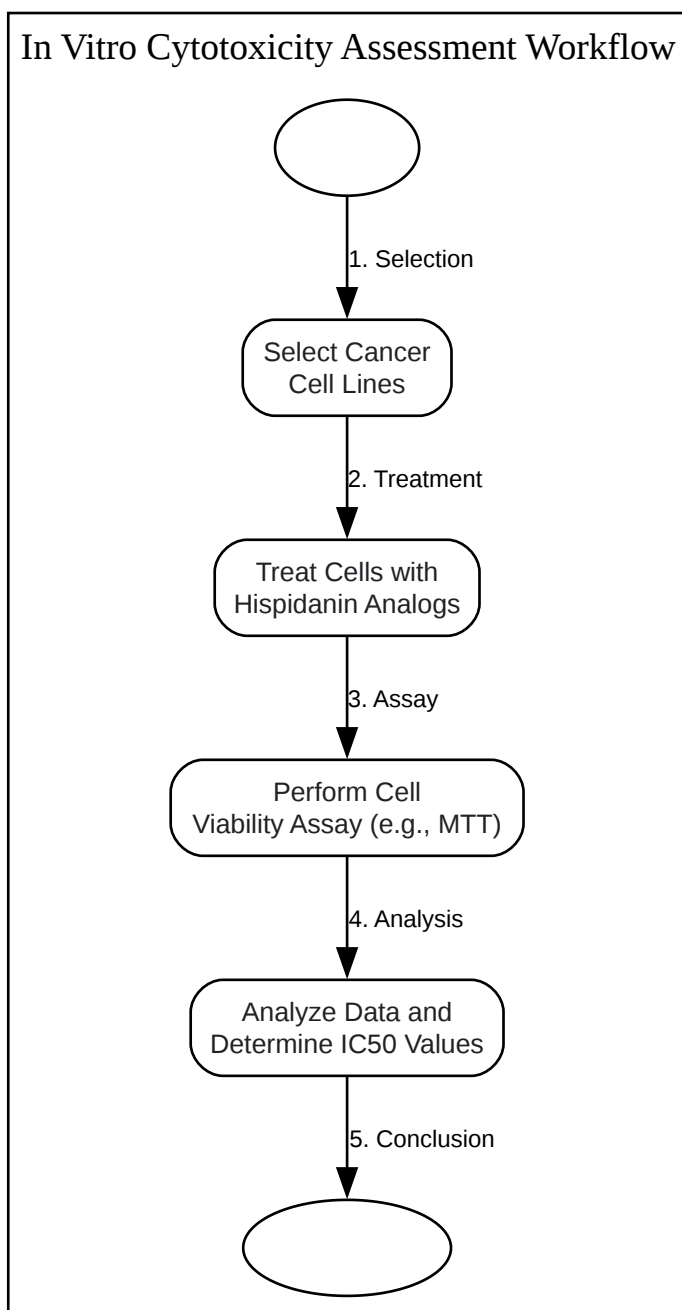 In Vitro Cytotoxicity Assessment Workflow
1. Selection
Select Cancer
Cell Lines
2. Treatment
Treat Cells with
Hispidanin Analogs
3. Assay
Perform Cell
Viability Assay (e.g., MTT)
4. Analysis
Analyze Data and
Determine IC50 Values
5. Conclusion